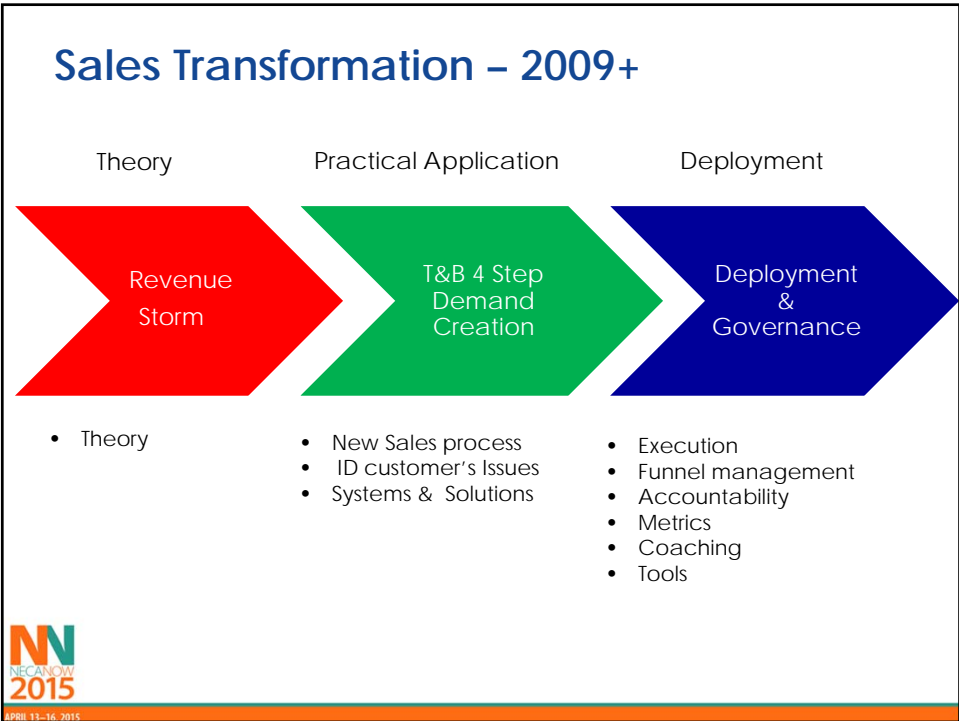 Sales Transformation – 2009+
Theory
Practical Application
Deployment
Revenue
Storm
T&B 4 Step
Demand
Creation
Deployment
&
Governance
• Theory
• New Sales process
• ID customer’s Issues
• Systems & Solutions
• Execution
• Funnel management
• Accountability
• Metrics
• Coaching
• Tools
NN
NECANOW
2015
APRIL 13–16, 2015